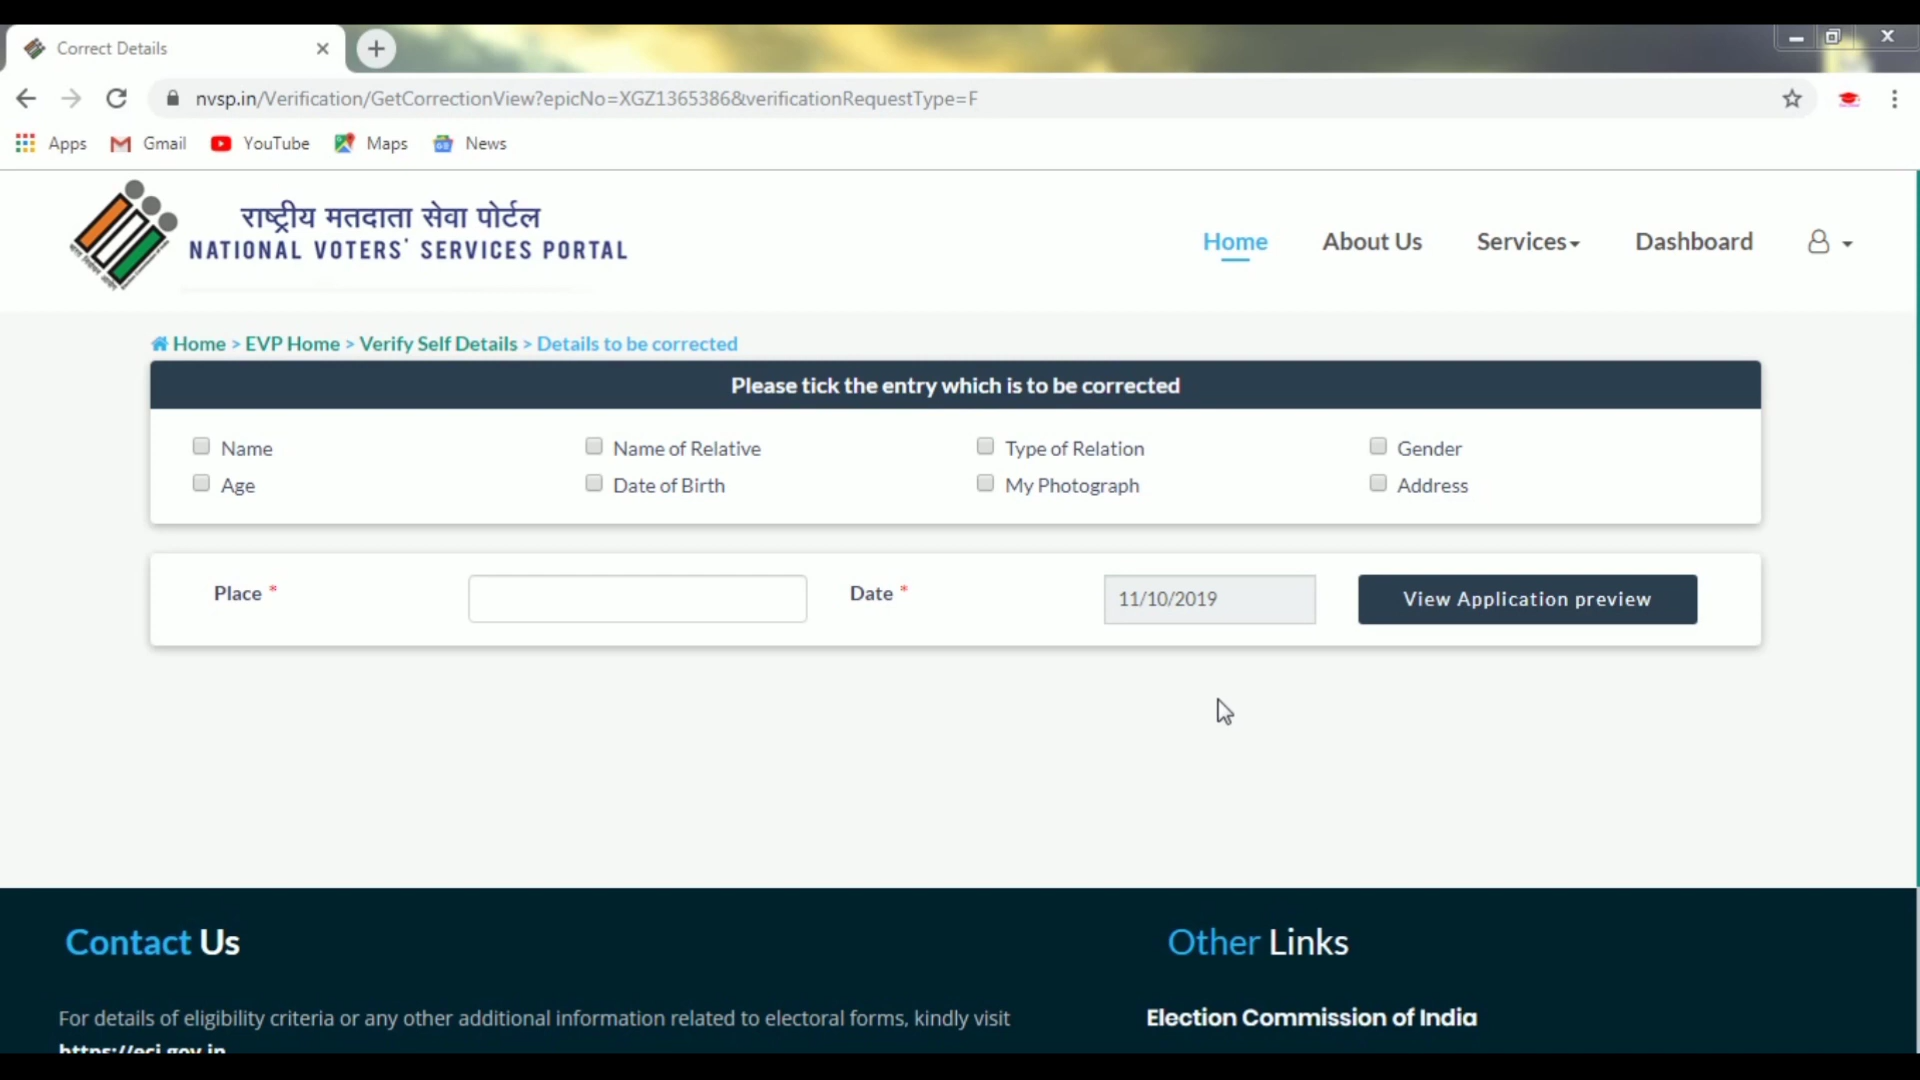 Correct Details
nvsp.in/Verification/GetCorrectionView?epicNo=XGZ1365386&verificationRequestType=F
Apps Gmail YouTube Maps News
राष्ट्रीय मतदाता सेवा पोर्टल
NATIONAL VOTERS' SERVICES PORTAL
Home About Us Services Dashboard
Home > EVP Home > Verify Self Details > Details to be corrected
Please tick the entry which is to be corrected
Name Name of Relative Type of Relation Gender
Age Date of Birth My Photograph Address
Place * Date * 11/10/2019 View Application preview
Contact Us
Other Links
For details of eligibility criteria or any other additional information related to electoral forms, kindly visit
https://eci.gov.in
Election Commission of India